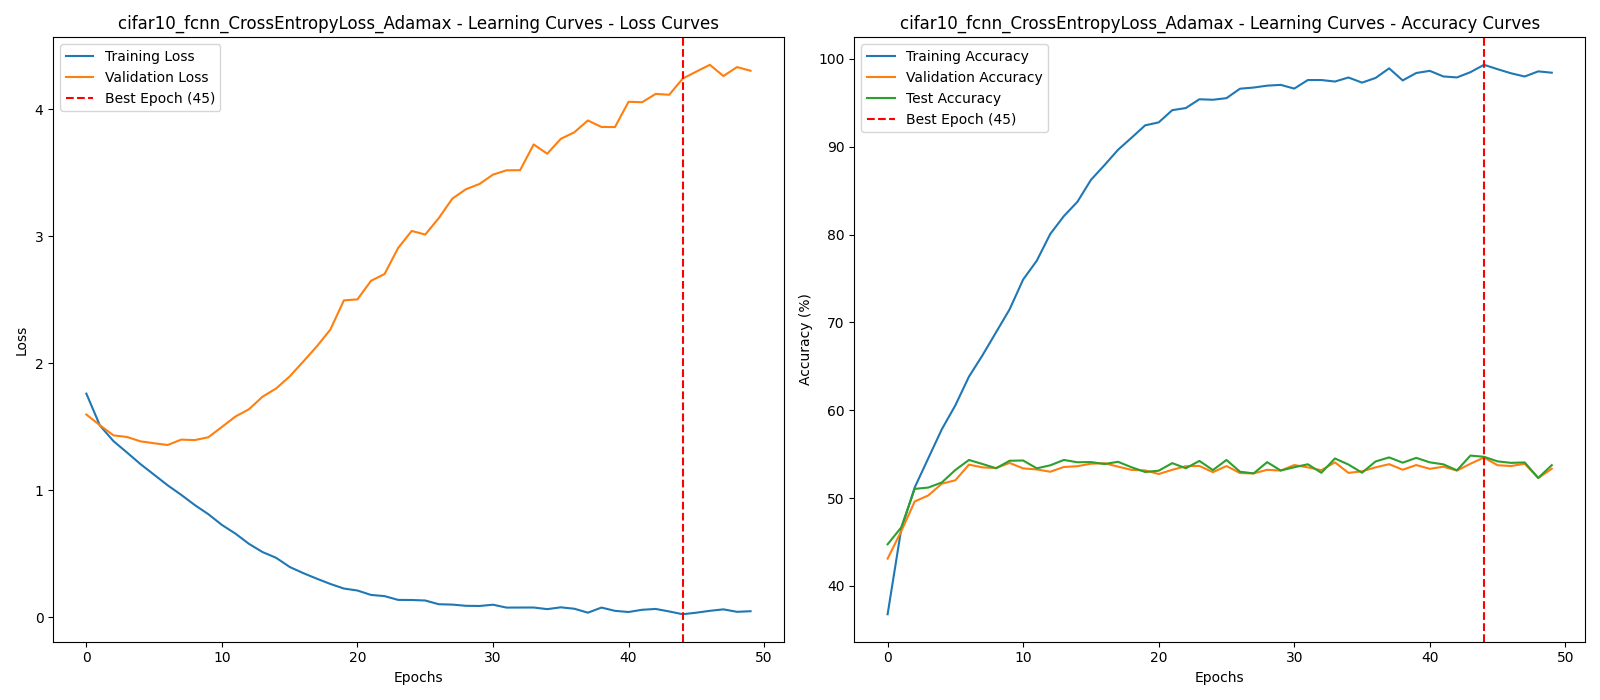 cifar10_fcnn_CrossEntropyLoss_Adamax - Learning Curves - Loss Curves
Training Loss
Validation Loss
Best Epoch (45)
Loss
4
3
2
1
0
0 10 20 30 40 50
Epochs
cifar10_fcnn_CrossEntropyLoss_Adamax - Learning Curves - Accuracy Curves
Training Accuracy
Validation Accuracy
Test Accuracy
Best Epoch (45)
Accuracy (%)
100
90
80
70
60
50
40
0 10 20 30 40 50
Epochs